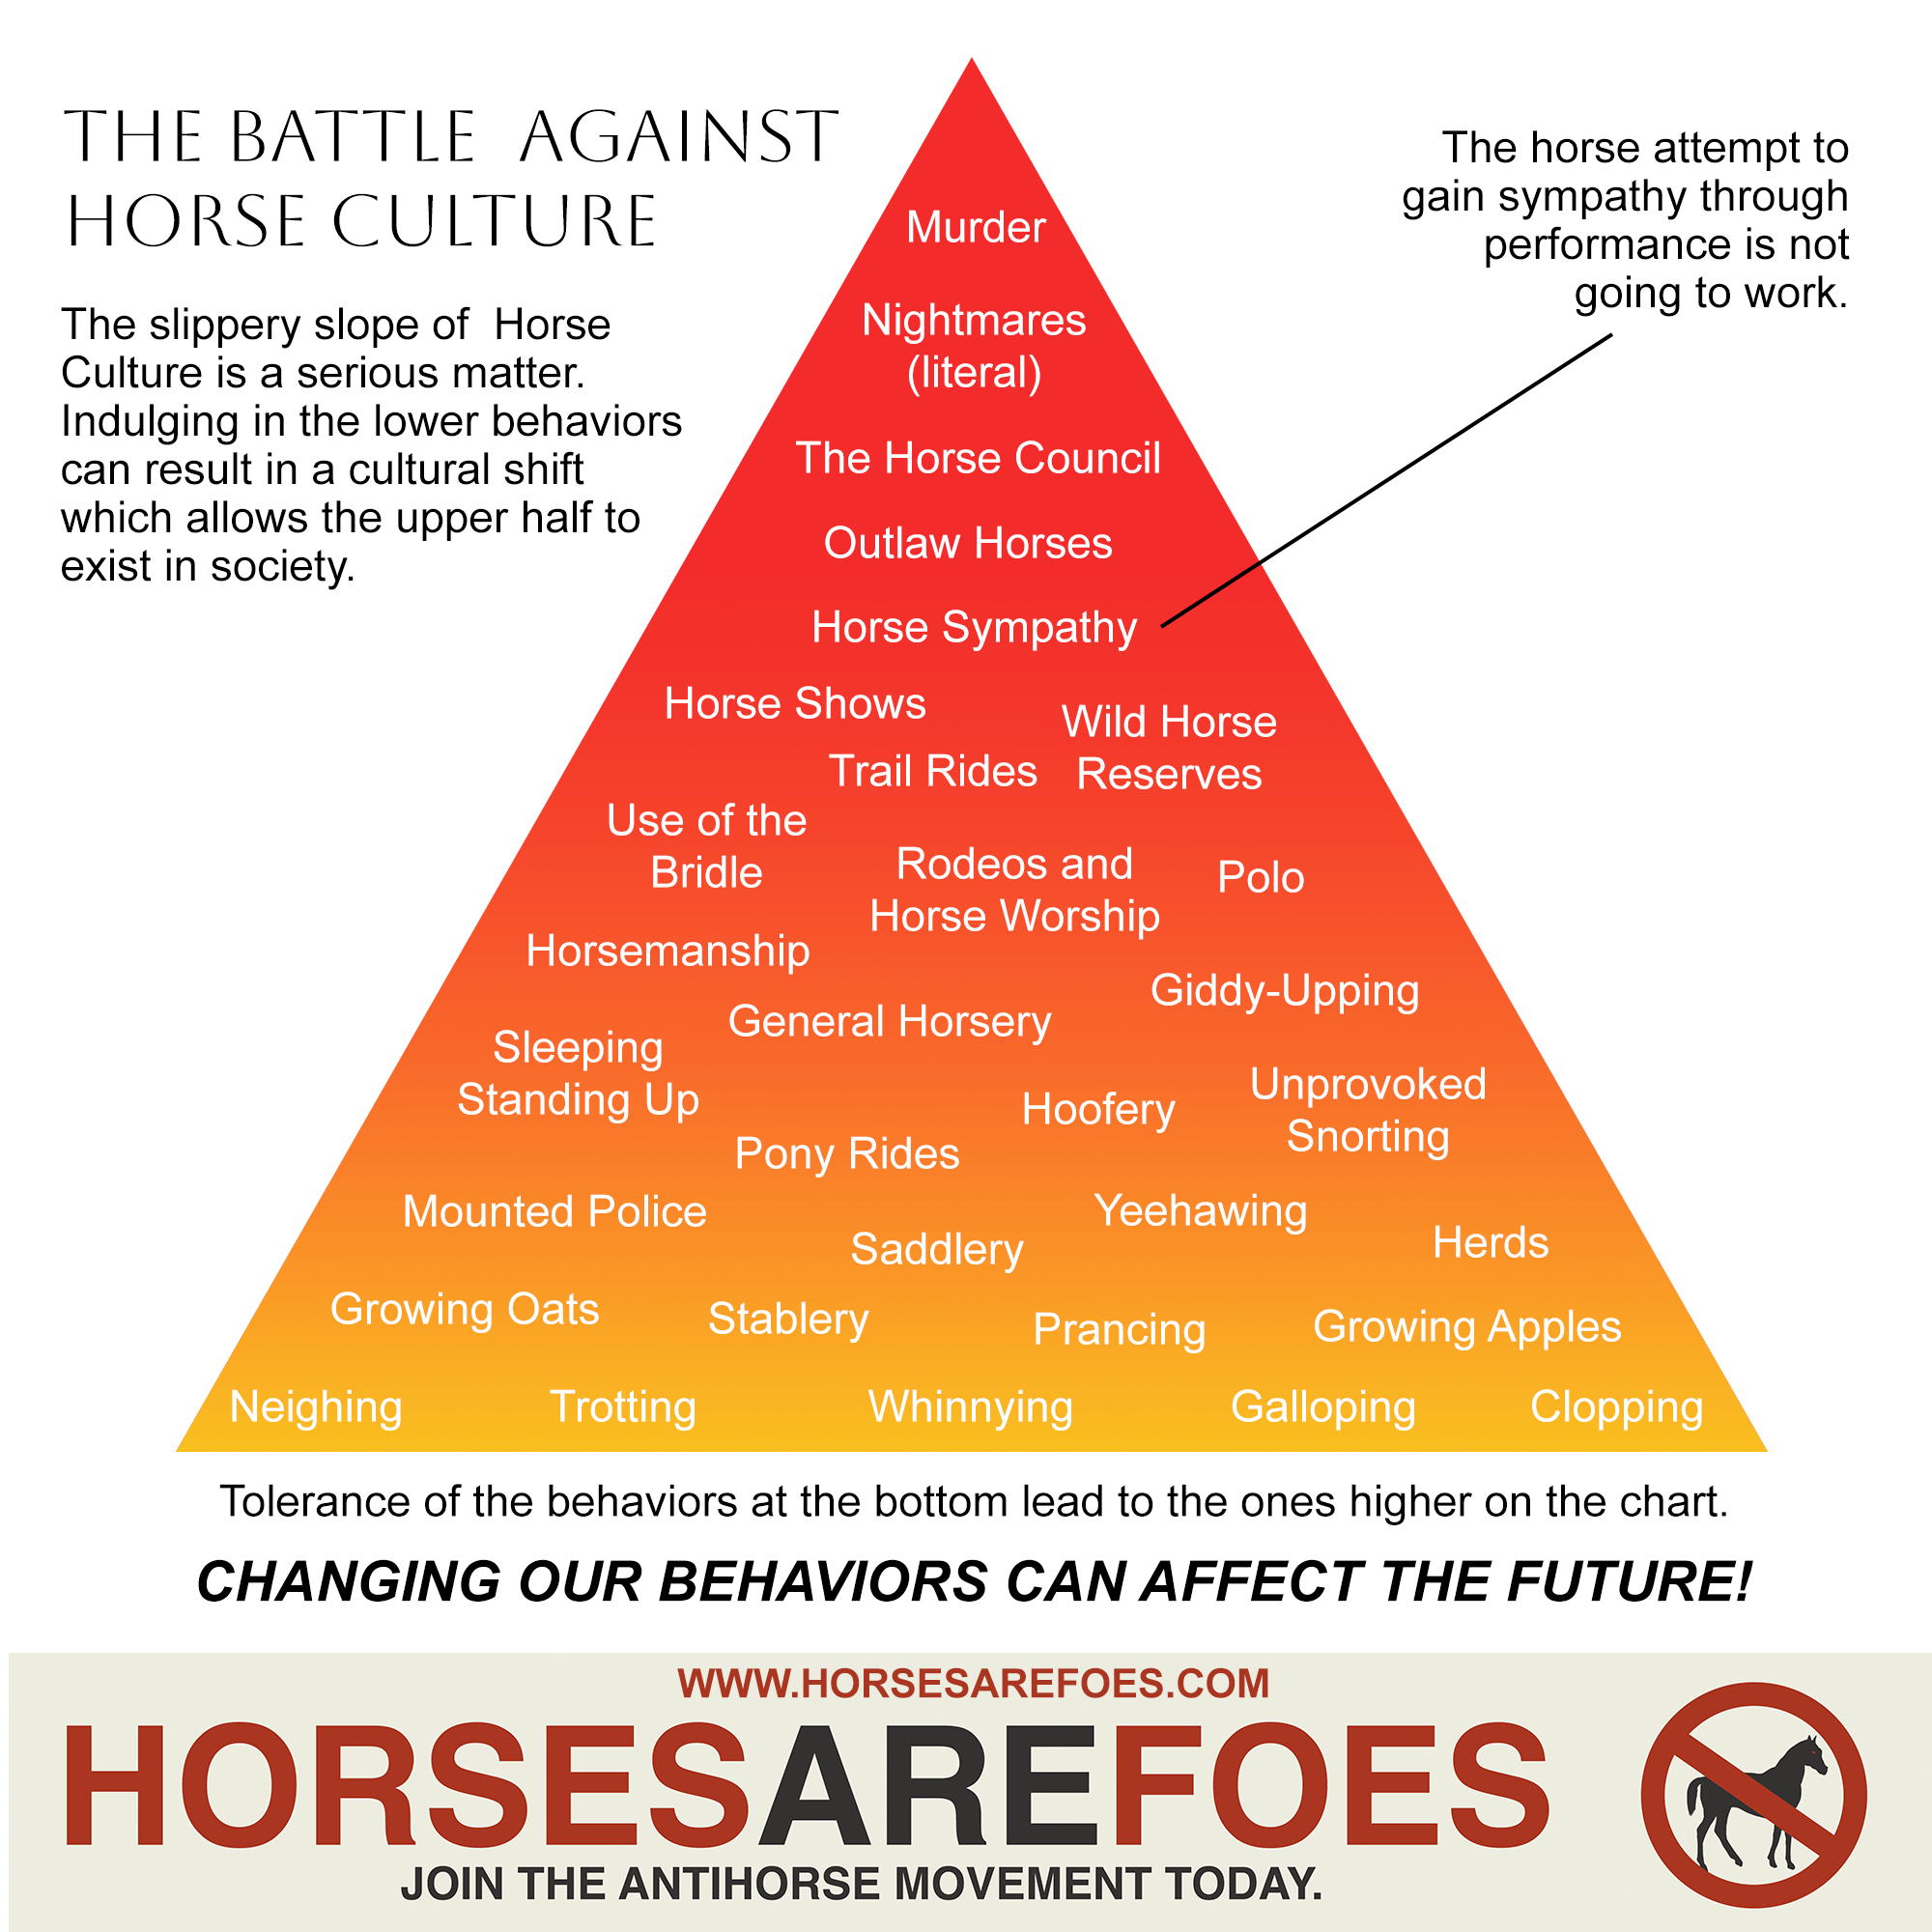 THE BATTLE AGAINST
HORSE CULTURE
The slippery slope of Horse
Culture is a serious matter.
Indulging in the lower behaviors
can result in a cultural shift
which allows the upper half to
exist in society.
The horse attempt to
gain sympathy through
performance is not
going to work.
Murder
Nightmares
(literal)
The Horse Council
Outlaw Horses
Horse Sympathy
Horse Shows
Wild Horse
Reserves
Trail Rides
Use of the
Bridle
Rodeos and
Horse Worship
Polo
Horsemanship
Giddy-Upping
General Horsery
Sleeping
Standing Up
Hoofery
Unprovoked
Snorting
Pony Rides
Mounted Police
Yeehawing
Saddlery
Herds
Growing Oats
Stablery
Prancing
Growing Apples
Neighing
Trotting
Whinnying
Galloping
Clopping
Tolerance of the behaviors at the bottom lead to the ones higher on the chart.
CHANGING OUR BEHAVIORS CAN AFFECT THE FUTURE!
WWW.HORSESAREFOES.COM
HORSESAREFOES
JOIN THE ANTIHORSE MOVEMENT TODAY.